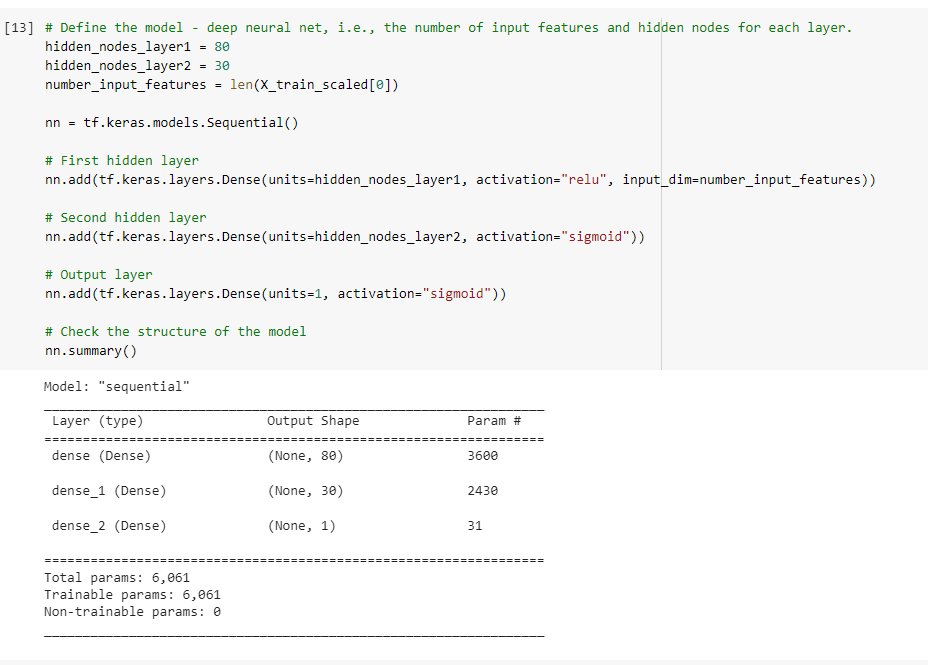 [13] # Define the model - deep neural net, i.e., the number of input features and hidden nodes for each layer.
hidden_nodes_layer1 = 80
hidden_nodes_layer2 = 30
number_input_features = len(X_train_scaled[0])
nn = tf.keras.models.Sequential()
# First hidden layer
nn.add(tf.keras.layers.Dense(units=hidden_nodes_layer1, activation="relu", input_dim=number_input_features))
# Second hidden layer
nn.add(tf.keras.layers.Dense(units=hidden_nodes_layer2, activation="sigmoid"))
# Output layer
nn.add(tf.keras.layers.Dense(units=1, activation="sigmoid"))
# Check the structure of the model
nn.summary()
Model: "sequential"
Layer (type) Output Shape Param #
dense (Dense) (None, 80) 3600
dense_1 (Dense) (None, 30) 2430
dense_2 (Dense) (None, 1) 31
Total params: 6,061
Trainable params: 6,061
Non-trainable params: 0